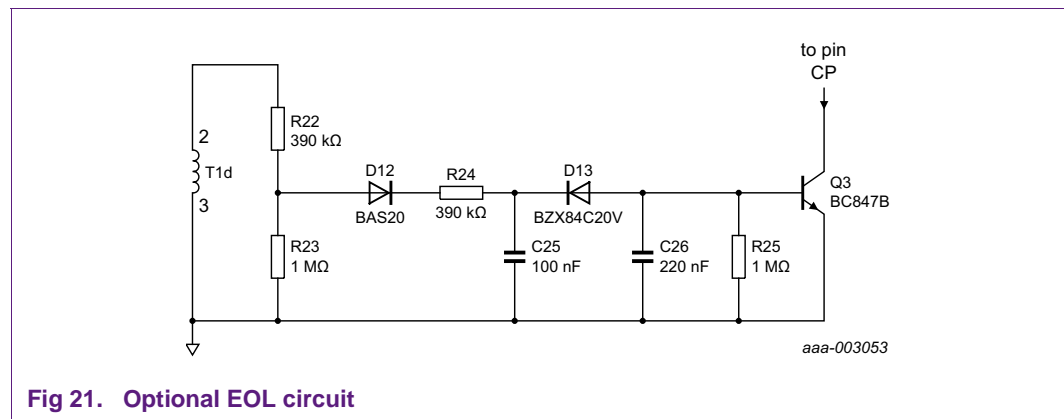 to pin
CP
2
T1d
3
R22
390 kΩ
R23
1 MΩ
D12
BAS20
R24
390 kΩ
D13
BZX84C20V
C25
100 nF
C26
220 nF
R25
1 MΩ
Q3
BC847B
aaa-003053
Fig 21. Optional EOL circuit